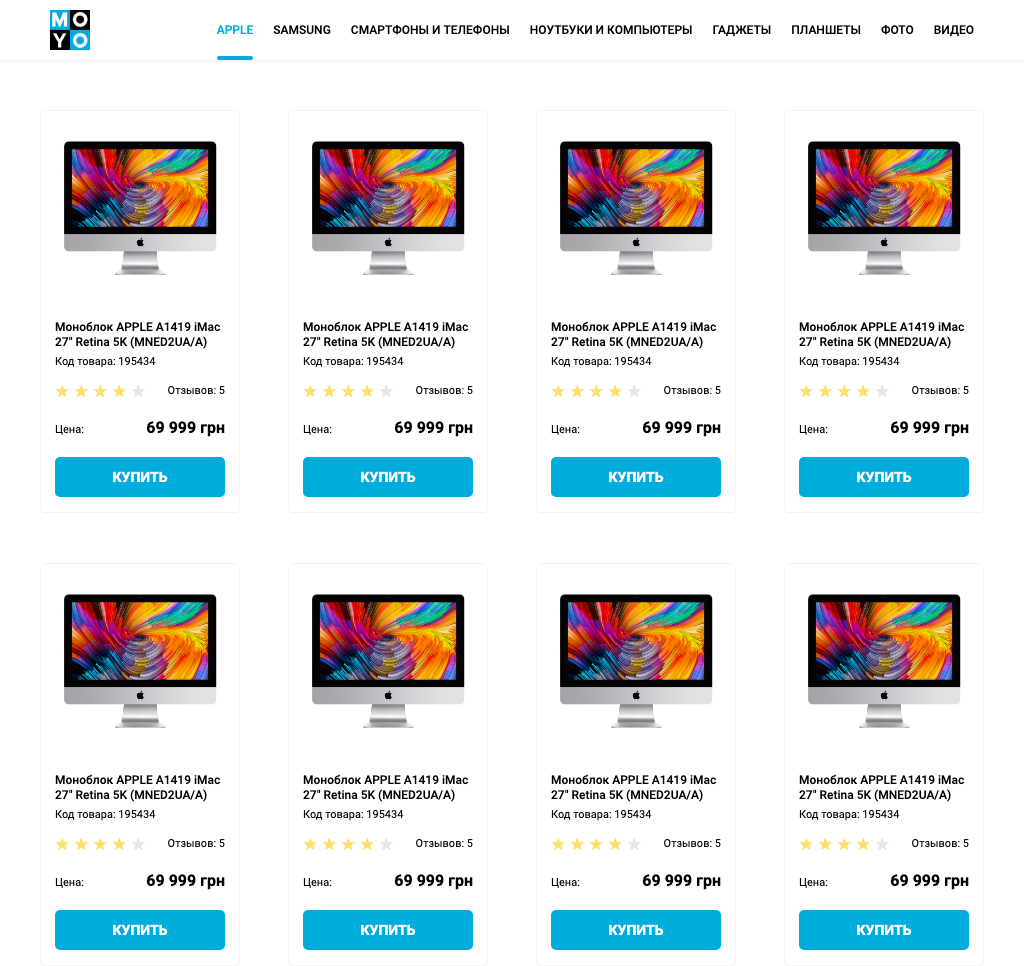 MO
YO
APPLE SAMSUNG СМАРТФОНЫ И ТЕЛЕФОНЫ НОУТБУКИ И КОМПЬЮТЕРЫ ГАДЖЕТЫ ПЛАНШЕТЫ ФОТО ВИДЕО
Моноблок APPLE A1419 iMac
27" Retina 5K (MNED2UA/A)
Код товара: 195434
Отзывов: 5
Цена: 69 999 грн
КУПИТЬ
Моноблок APPLE A1419 iMac
27" Retina 5K (MNED2UA/A)
Код товара: 195434
Отзывов: 5
Цена: 69 999 грн
КУПИТЬ
Моноблок APPLE A1419 iMac
27" Retina 5K (MNED2UA/A)
Код товара: 195434
Отзывов: 5
Цена: 69 999 грн
КУПИТЬ
Моноблок APPLE A1419 iMac
27" Retina 5K (MNED2UA/A)
Код товара: 195434
Отзывов: 5
Цена: 69 999 грн
КУПИТЬ
Моноблок APPLE A1419 iMac
27" Retina 5K (MNED2UA/A)
Код товара: 195434
Отзывов: 5
Цена: 69 999 грн
КУПИТЬ
Моноблок APPLE A1419 iMac
27" Retina 5K (MNED2UA/A)
Код товара: 195434
Отзывов: 5
Цена: 69 999 грн
КУПИТЬ
Моноблок APPLE A1419 iMac
27" Retina 5K (MNED2UA/A)
Код товара: 195434
Отзывов: 5
Цена: 69 999 грн
КУПИТЬ
Моноблок APPLE A1419 iMac
27" Retina 5K (MNED2UA/A)
Код товара: 195434
Отзывов: 5
Цена: 69 999 грн
КУПИТЬ